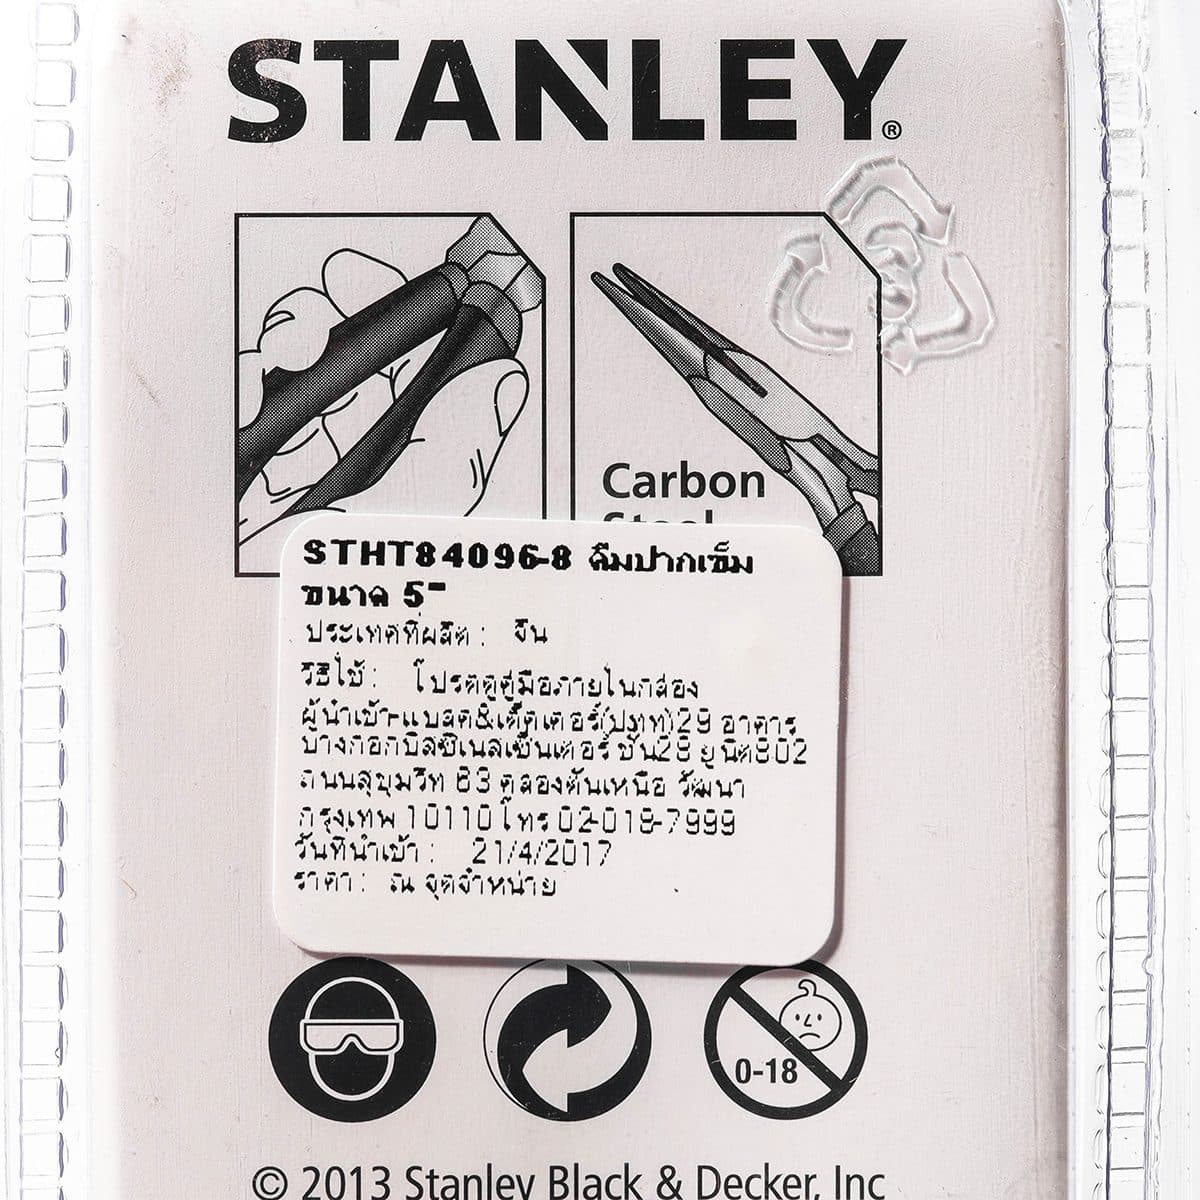 STANLEY®
Carbon
Steel
STHT84096-8 คีมปากเข็ม
ขนาด 5"
ประเทศที่ผลิต : จีน
วิธีใช้ : โปรดดูคู่มือภายในกล่อง
ผู้นำเข้า-แบลค&เด็คเดอร์(ปทท)29 อาคาร
บางกอกบิสซิเนสเซ็นเตอร์ ชั้น28 ยูนิต802
ถนนสุขุมวิท 63 คลองตันเหนือ วัฒนา
กรุงเทพ 10110 โทร 02-018-7999
วันที่นำเข้า : 21/4/2017
ราคา : ณ จุดจำหน่าย
0-18
© 2013 Stanley Black & Decker, Inc